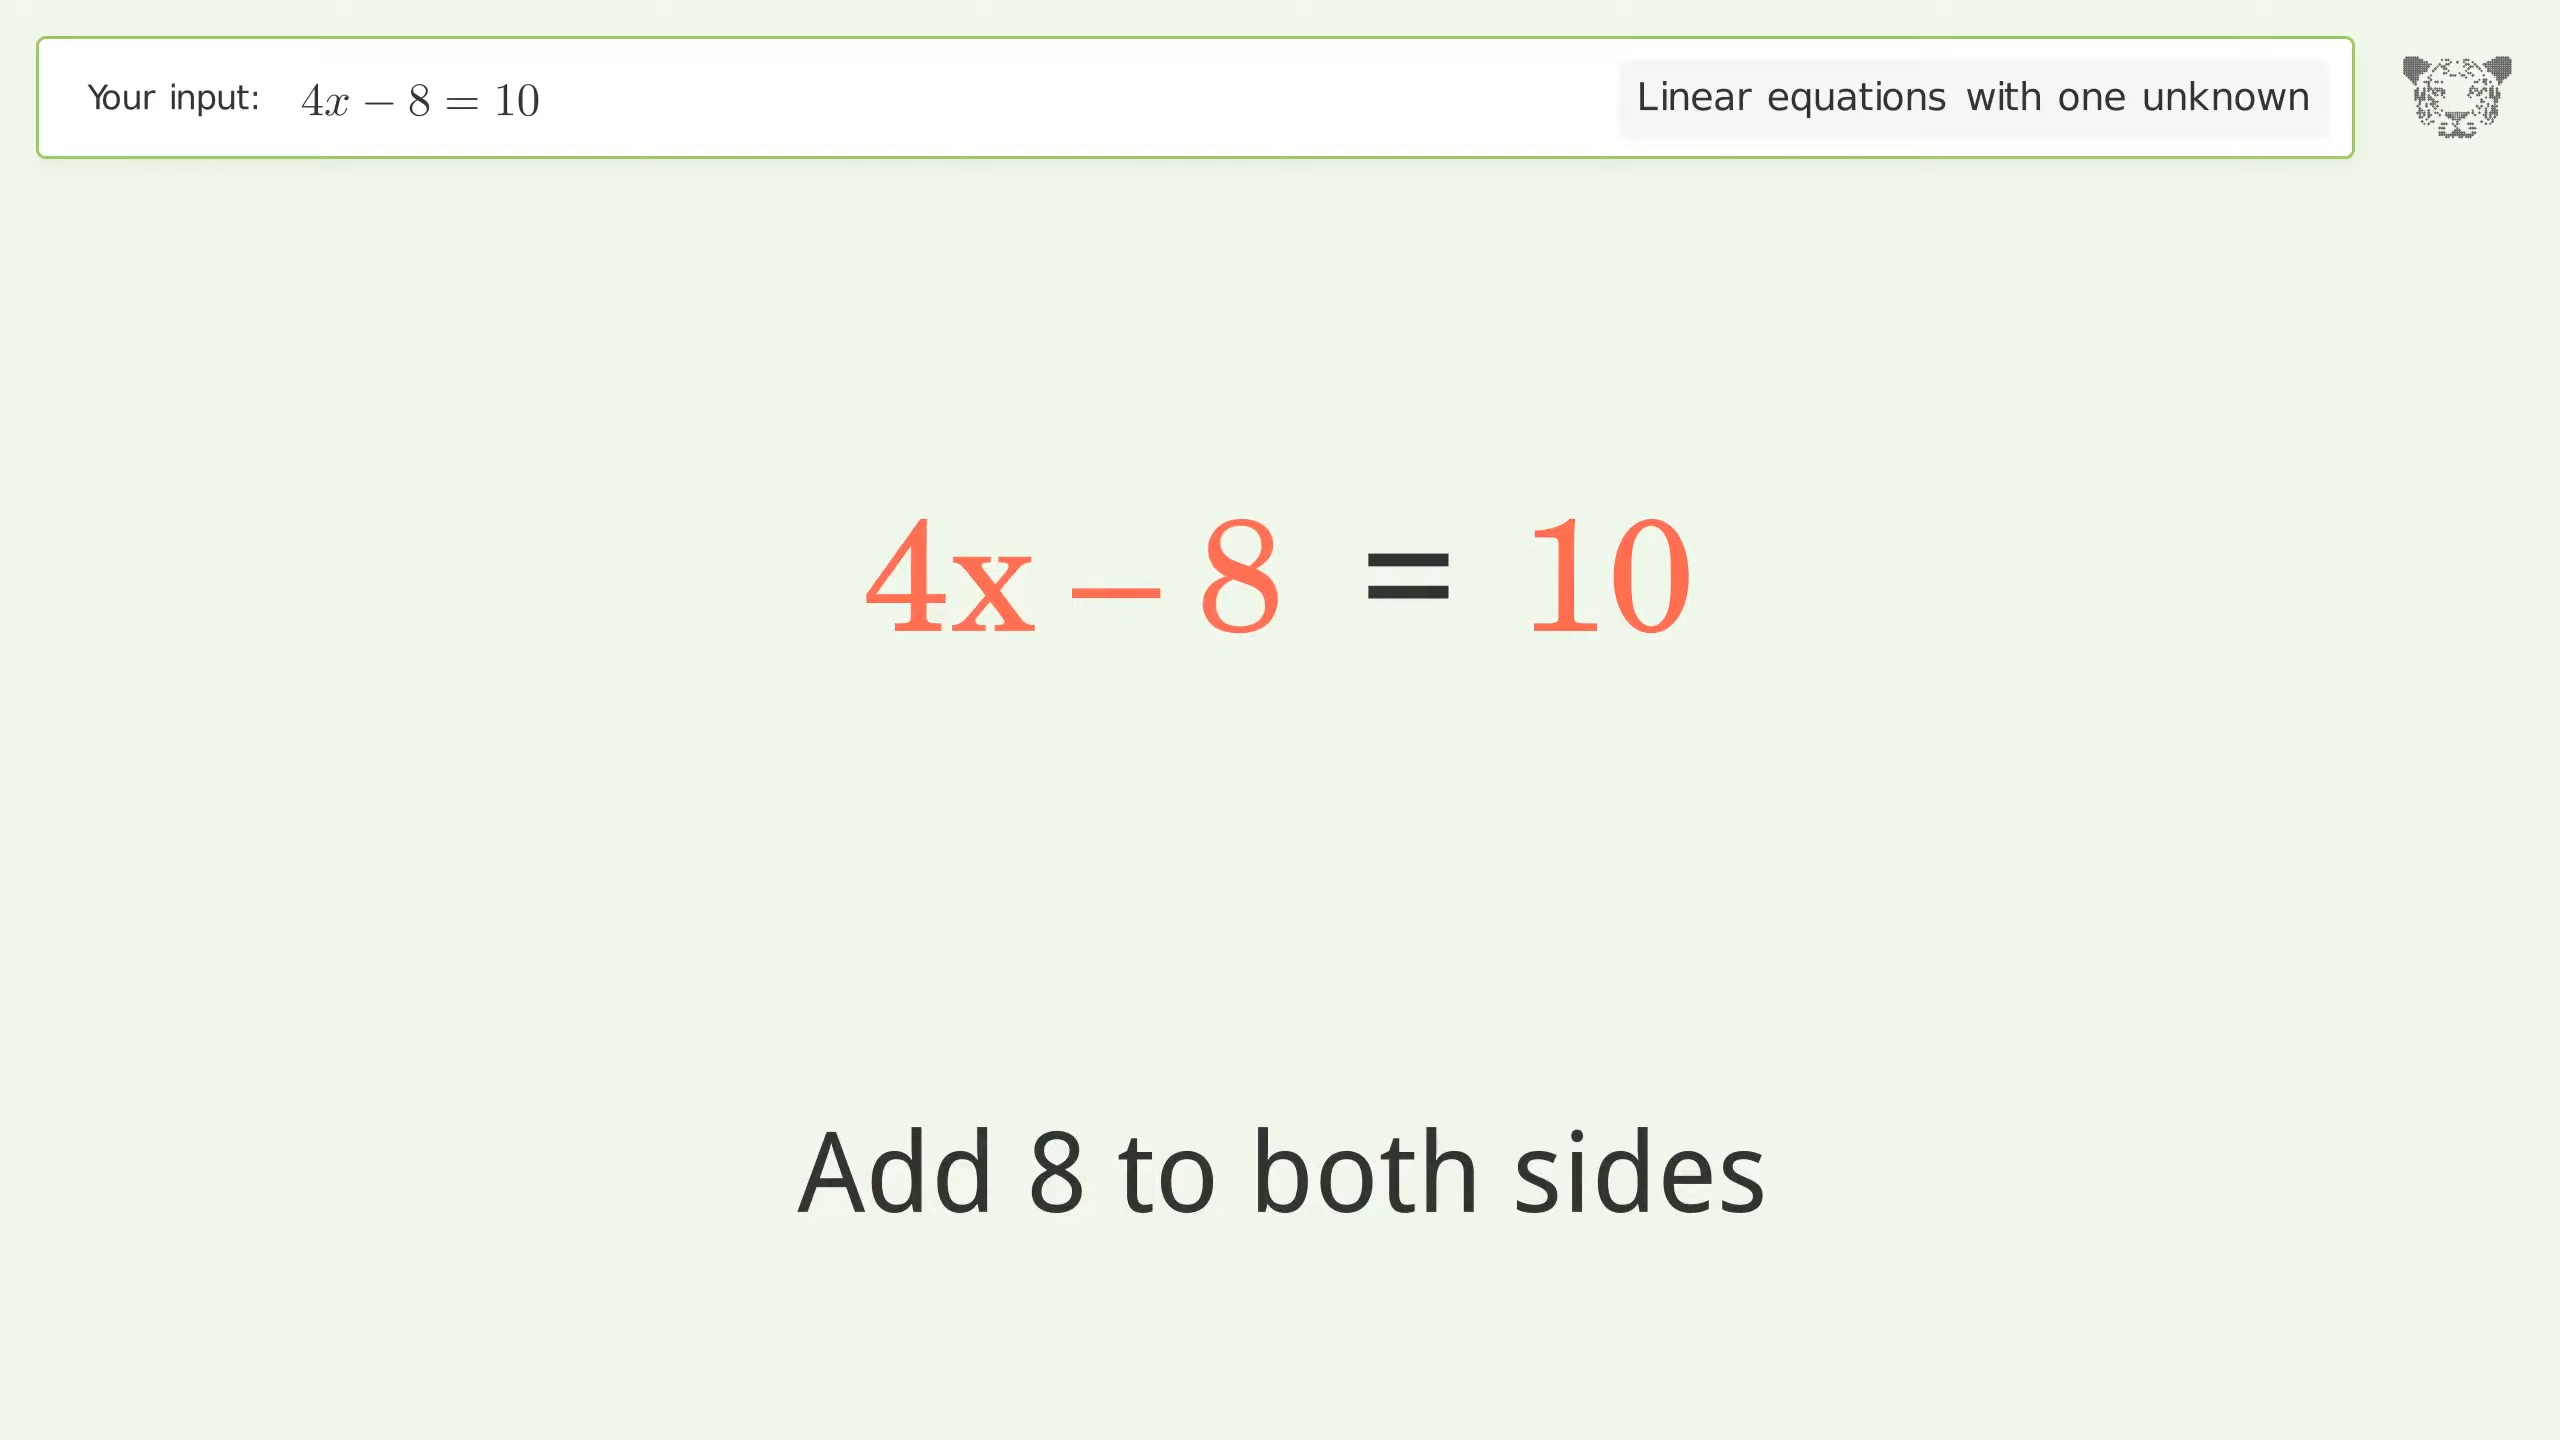 Your input: 4x − 8 = 10
Linear equations with one unknown
4x − 8 = 10
Add 8 to both sides